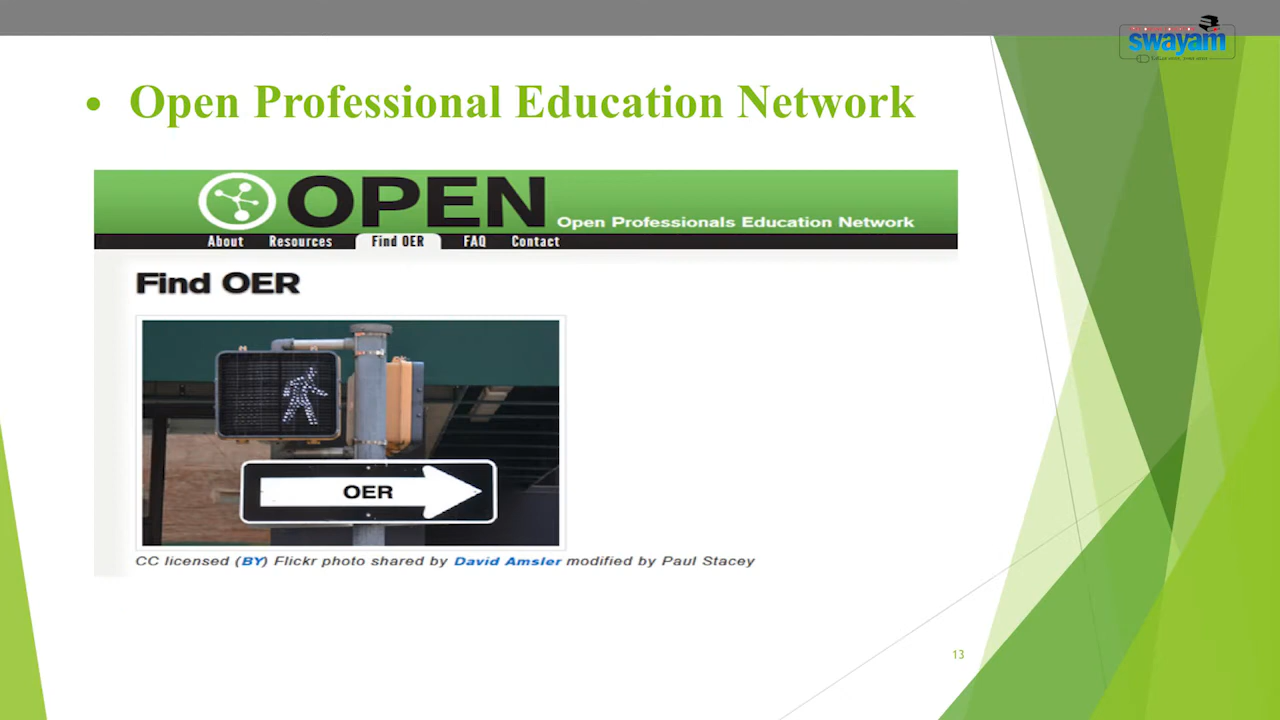 swayam
• Open Professional Education Network
OPEN
Open Professionals Education Network
About Resources Find OER FAQ Contact
Find OER
OER
CC licensed (BY) Flickr photo shared by David Amsler modified by Paul Stacey
13